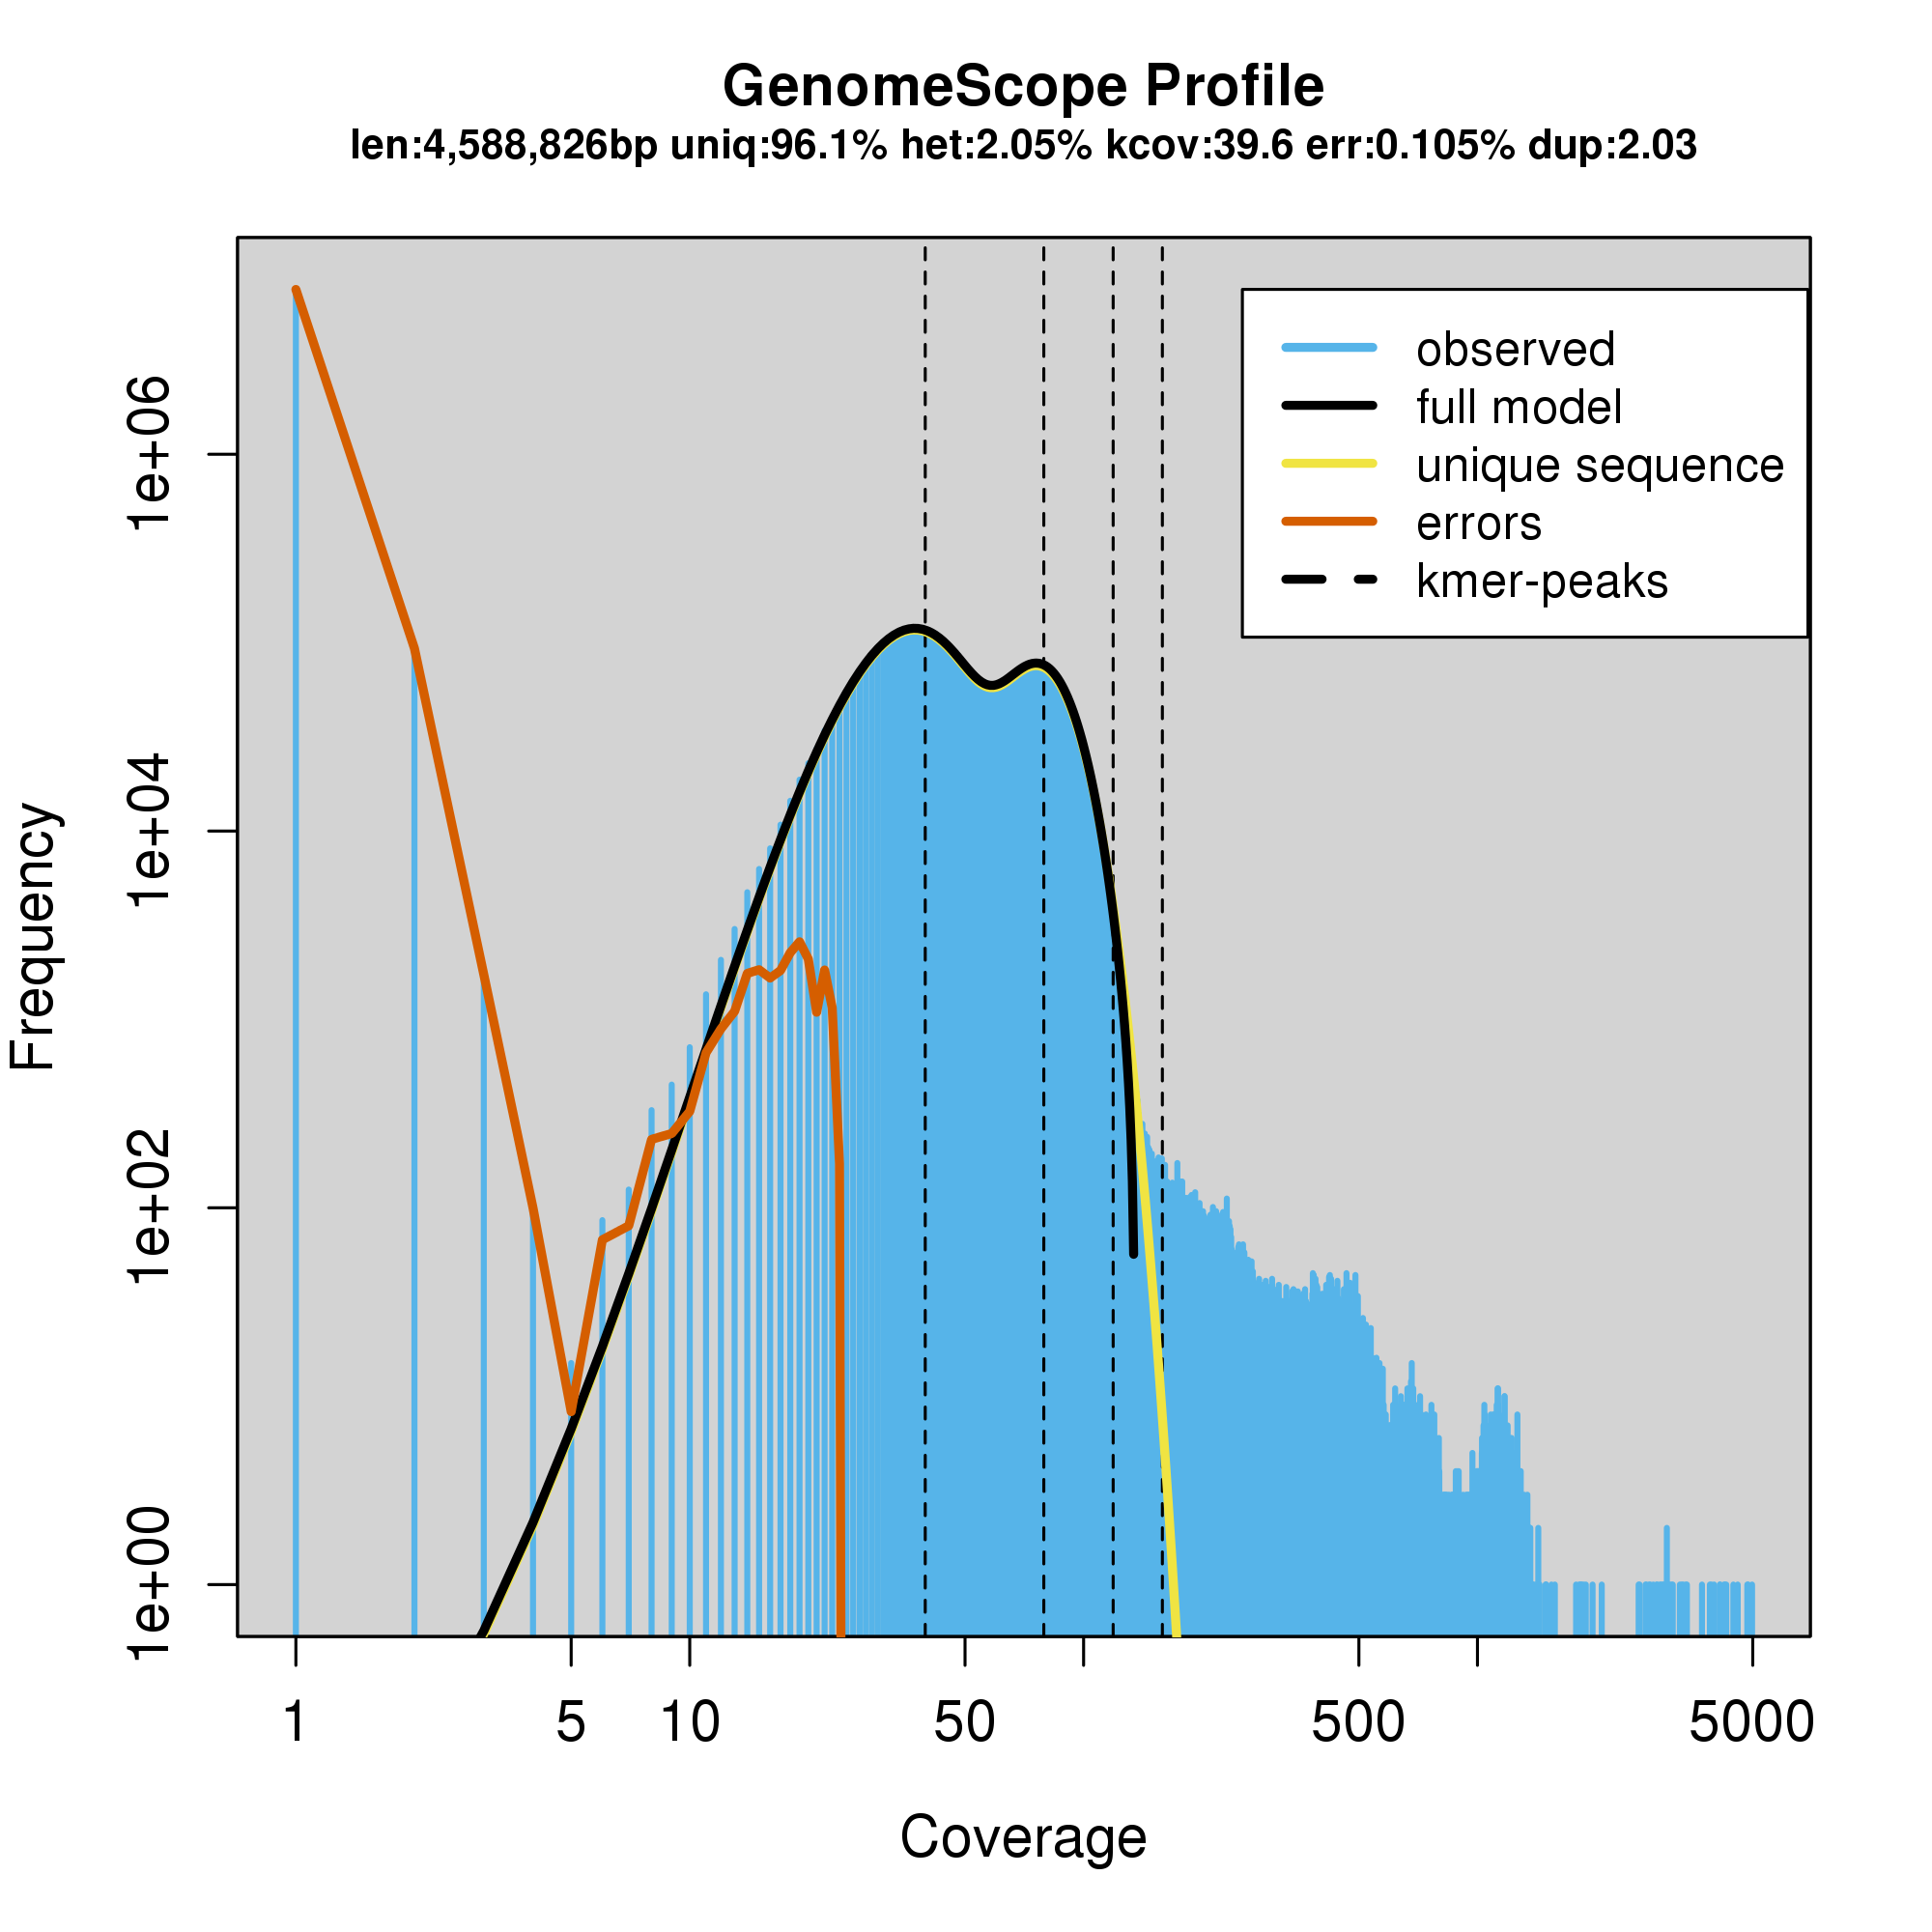 GenomeScope Profile
len:4,588,826bp uniq:96.1% het:2.05% kcov:39.6 err:0.105% dup:2.03
observed
full model
unique sequence
errors
kmer-peaks
Frequency
1e+06
1e+04
1e+02
1e+00
1 5 10 50 500 5000
Coverage